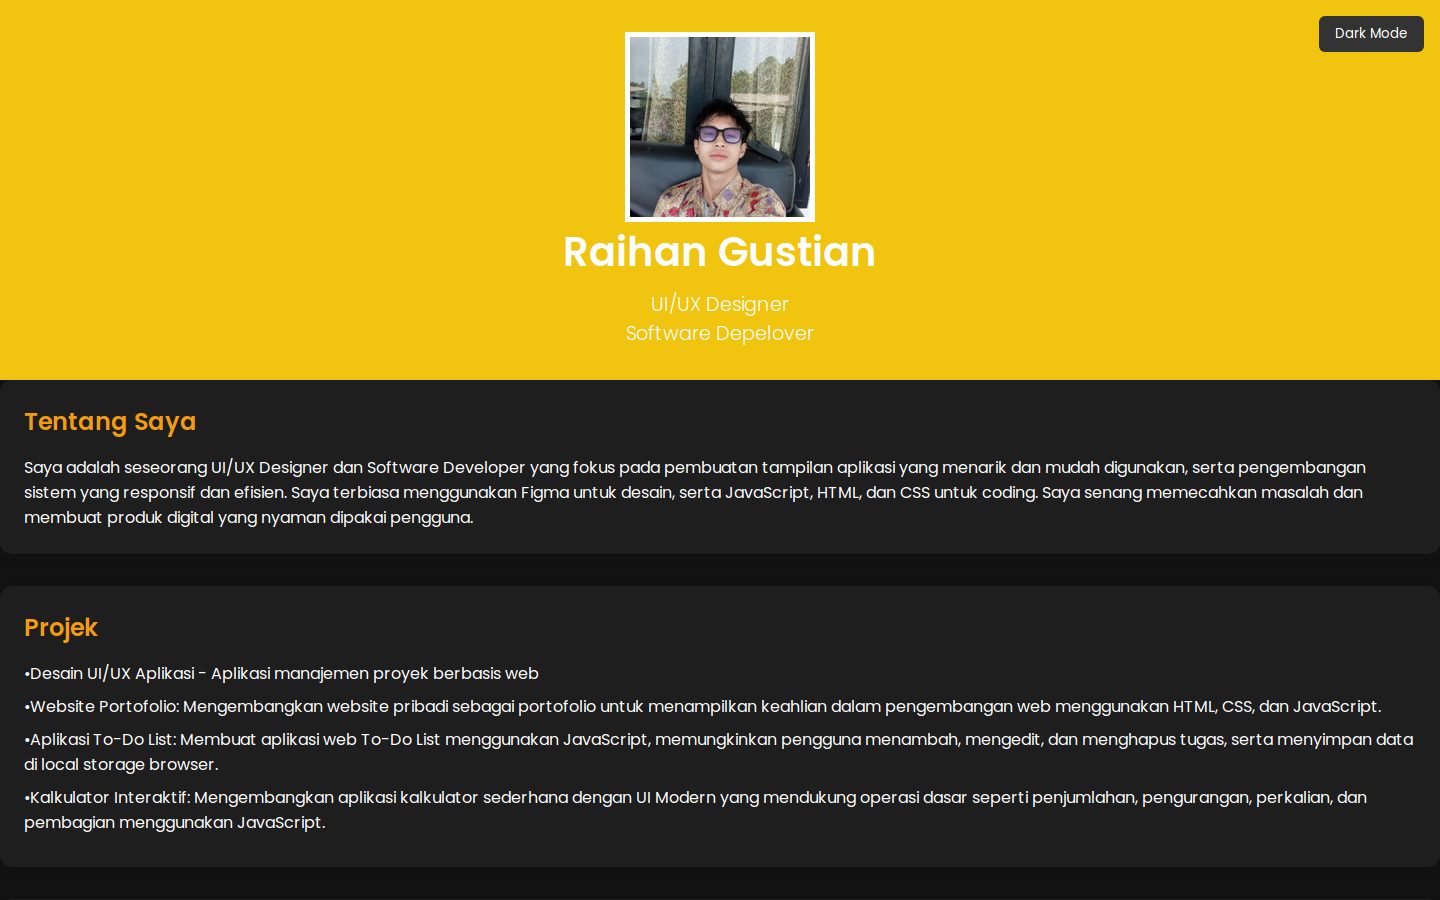 Dark Mode
Raihan Gustian
UI/UX Designer
Software Depelover
Tentang Saya
Saya adalah seseorang UI/UX Designer dan Software Developer yang fokus pada pembuatan tampilan aplikasi yang menarik dan mudah digunakan, serta pengembangan
sistem yang responsif dan efisien. Saya terbiasa menggunakan Figma untuk desain, serta JavaScript, HTML, dan CSS untuk coding. Saya senang memecahkan masalah dan
membuat produk digital yang nyaman dipakai pengguna.
Projek
•Desain UI/UX Aplikasi - Aplikasi manajemen proyek berbasis web
•Website Portofolio: Mengembangkan website pribadi sebagai portofolio untuk menampilkan keahlian dalam pengembangan web menggunakan HTML, CSS, dan JavaScript.
•Aplikasi To-Do List: Membuat aplikasi web To-Do List menggunakan JavaScript, memungkinkan pengguna menambah, mengedit, dan menghapus tugas, serta menyimpan data
di local storage browser.
•Kalkulator Interaktif: Mengembangkan aplikasi kalkulator sederhana dengan UI Modern yang mendukung operasi dasar seperti penjumlahan, pengurangan, perkalian, dan
pembagian menggunakan JavaScript.